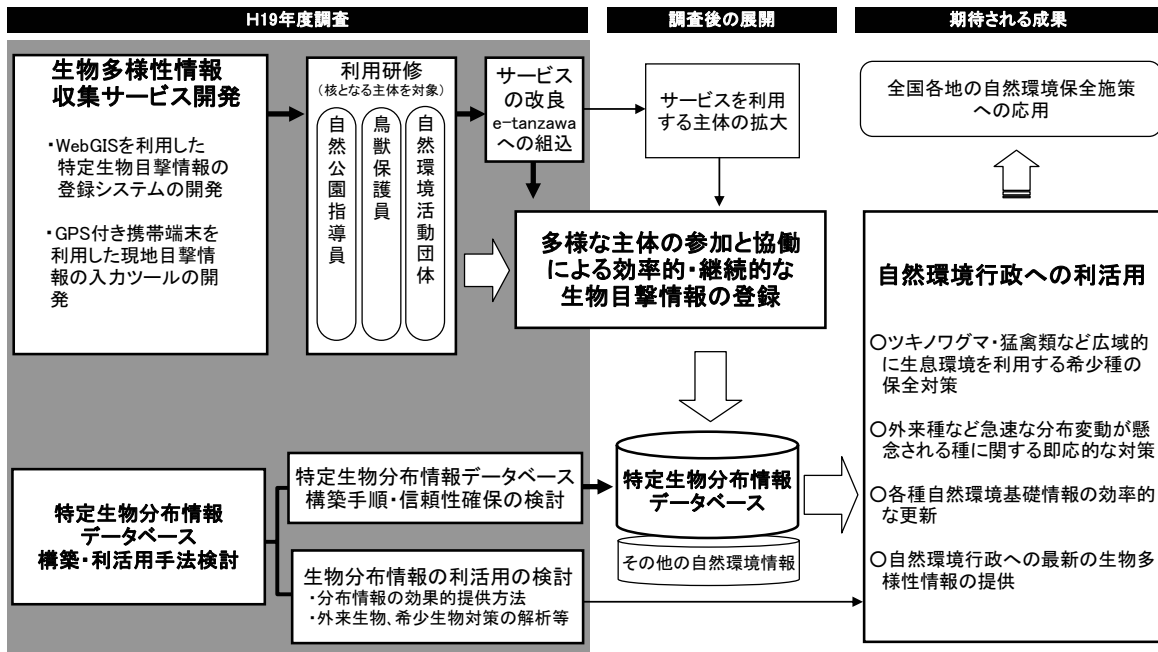 H19年度調査
調査後の展開
期待される成果
生物多様性情報
収集サービス開発
・WebGISを利用した
特定生物目撃情報の
登録システムの開発
・GPS付き携帯端末を
利用した現地目撃情
報の入力ツールの開
発
利用研修
（核となる主体を対象）
自然公園指導員
鳥獣保護員
自然環境活動団体
サービス
の改良
e-tanzawa
への組込
サービスを利用
する主体の拡大
多様な主体の参加と協働
による効率的・継続的な
生物目撃情報の登録
全国各地の自然環境保全施策
への応用
特定生物分布情報
データベース
構築・利活用手法検討
特定生物分布情報データベース
構築手順・信頼性確保の検討
生物分布情報の利活用の検討
・分布情報の効果的提供方法
・外来生物、希少生物対策の解析等
特定生物分布情報
データベース
その他の自然環境情報
自然環境行政への利活用
○ツキノワグマ・猛禽類など広域的
に生息環境を利用する希少種の
保全対策
○外来種など急速な分布変動が懸
念される種に関する即応的な対策
○各種自然環境基礎情報の効率的
な更新
○自然環境行政への最新の生物多
様性情報の提供